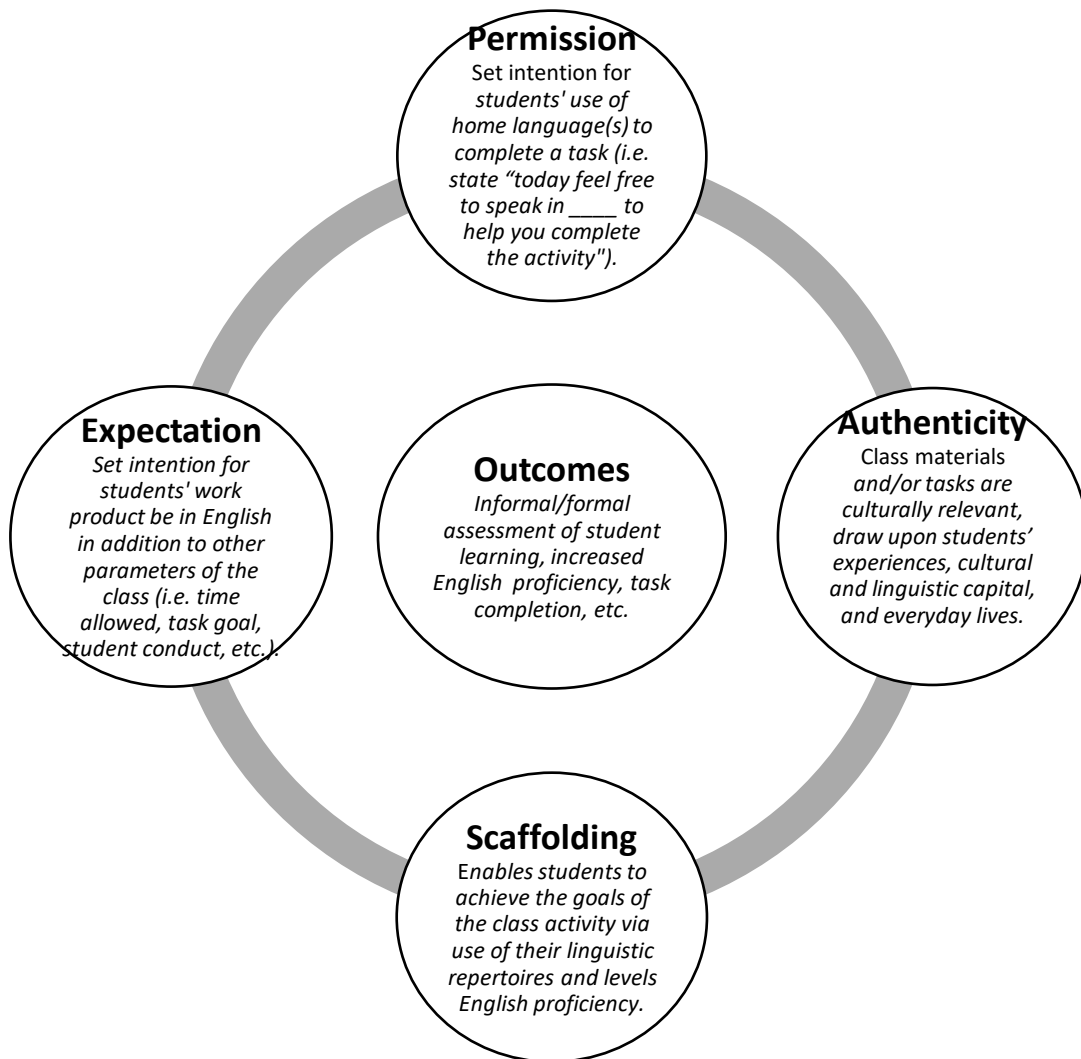 Permission
Set intention for
students' use of
home language(s) to
complete a task (i.e.
state “today feel free
to speak in ____ to
help you complete
the activity").
Authenticity
Class materials
and/or tasks are
culturally relevant,
draw upon students’
experiences, cultural
and linguistic capital,
and everyday lives.
Scaffolding
Enables students to
achieve the goals of
the class activity via
use of their linguistic
repertoires and levels
English proficiency.
Expectation
Set intention for
students' work
product be in English
in addition to other
parameters of the
class (i.e. time
allowed, task goal,
student conduct, etc.).
Outcomes
Informal/formal
assessment of student
learning, increased
English proficiency, task
completion, etc.